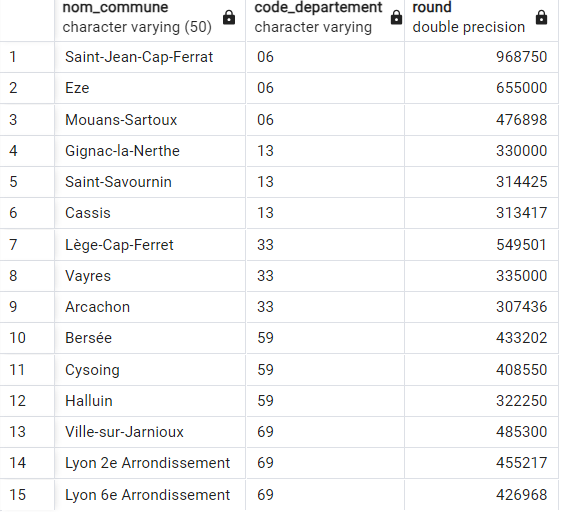 nom_commune code_departement round
character varying (50) character varying double precision
1 Saint-Jean-Cap-Ferrat 06 968750
2 Eze 06 655000
3 Mouans-Sartoux 06 476898
4 Gignac-la-Nerthe 13 330000
5 Saint-Savournin 13 314425
6 Cassis 13 313417
7 Lège-Cap-Ferret 33 549501
8 Vayres 33 335000
9 Arcachon 33 307436
10 Bersée 59 433202
11 Cysoing 59 408550
12 Halluin 59 322250
13 Ville-sur-Jarnioux 69 485300
14 Lyon 2e Arrondissement 69 455217
15 Lyon 6e Arrondissement 69 426968